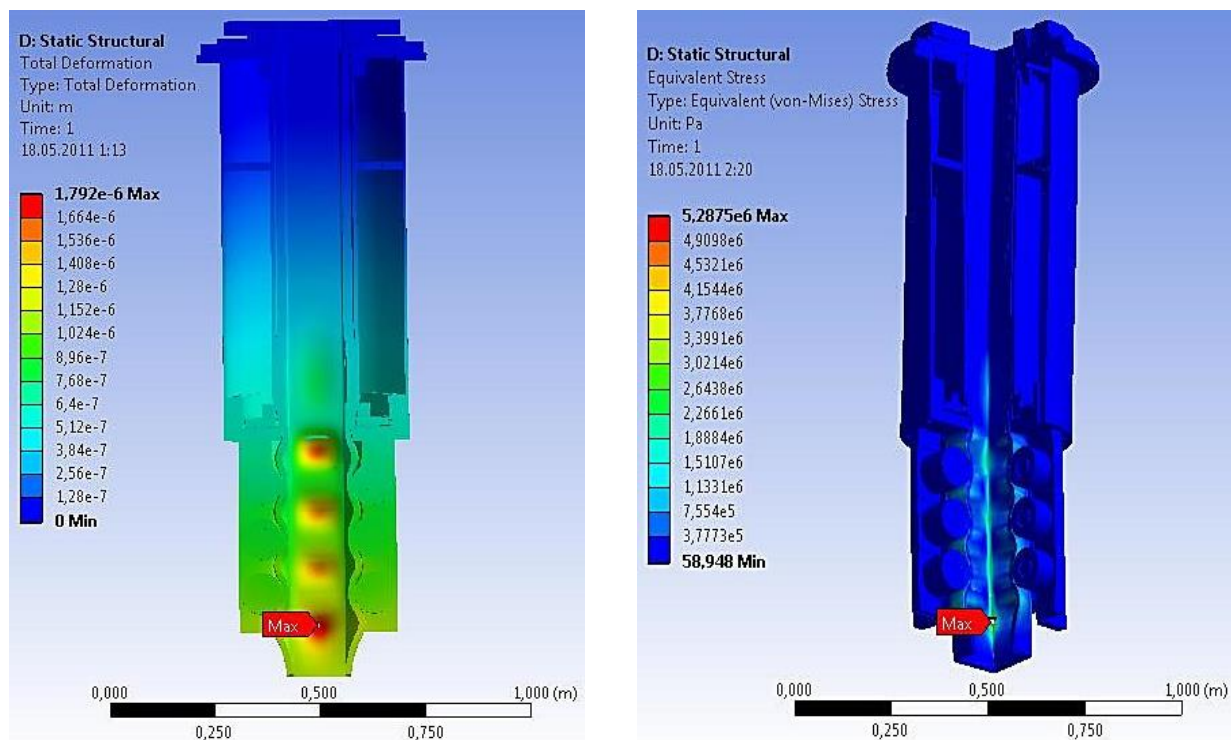 D: Static Structural
Total Deformation
Type: Total Deformation
Unit: m
Time: 1
18.05.2011 1:13
1,792e-6 Max
1,664e-6
1,536e-6
1,408e-6
1,28e-6
1,152e-6
1,024e-6
8,96e-7
7,68e-7
6,4e-7
5,12e-7
3,84e-7
2,56e-7
1,28e-7
0 Min
Max
0,000
0,500
1,000 (m)
0,250
0,750
D: Static Structural
Equivalent Stress
Type: Equivalent (von-Mises) Stress
Unit: Pa
Time: 1
18.05.2011 2:20
5,2875e6 Max
4,9098e6
4,5321e6
4,1544e6
3,7768e6
3,3991e6
3,0214e6
2,6438e6
2,2661e6
1,8884e6
1,5107e6
1,1331e6
7,554e5
3,7773e5
58,948 Min
Max
0,000
0,500
1,000 (m)
0,250
0,750